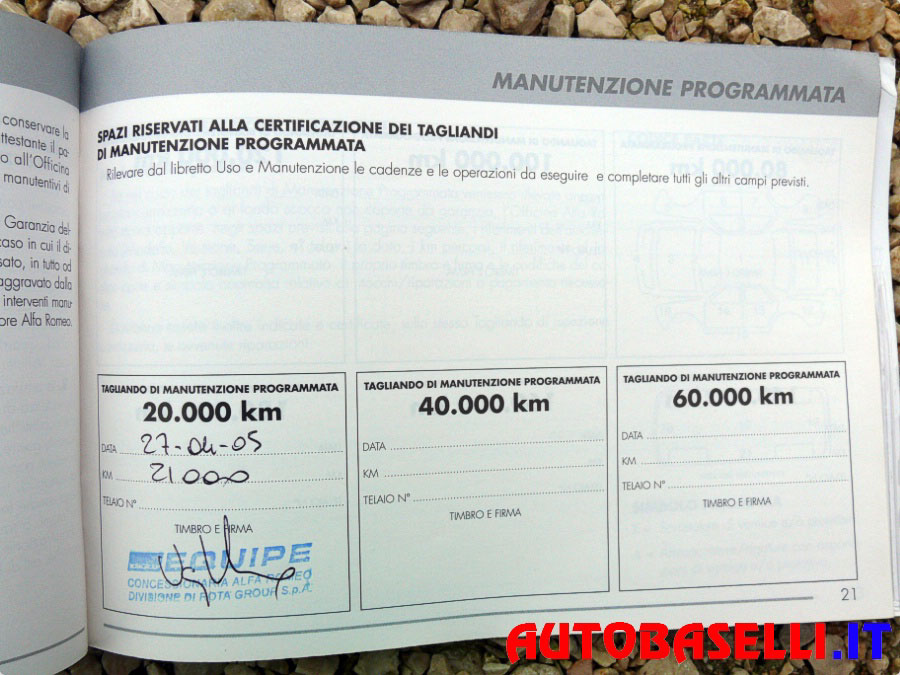 conservare la
ttestante il pa-
o all'Officina
manutentivi di
Garanzia del-
caso in cui il di-
sato, in tutto od
aggravato dalla
interventi manu-
ore Alfa Romeo.
MANUTENZIONE PROGRAMMATA
SPAZI RISERVATI ALLA CERTIFICAZIONE DEI TAGLIANDI
DI MANUTENZIONE PROGRAMMATA
Rilevare dal libretto Uso e Manutenzione le cadenze e le operazioni da eseguire e completare tutti gli altri campi previsti.
TAGLIANDO DI MANUTENZIONE PROGRAMMATA
20.000 km
DATA 27-04-05
KM 21000
TELAIO N°
TIMBRO E FIRMA
EQUIPE
CONCESSIONARIA ALFA ROMEO
DIVISIONE DI ROTA GROUP S.p.A.
TAGLIANDO DI MANUTENZIONE PROGRAMMATA
40.000 km
DATA
KM
TELAIO N°
TIMBRO E FIRMA
TAGLIANDO DI MANUTENZIONE PROGRAMMATA
60.000 km
DATA
KM
TELAIO N°
TIMBRO E FIRMA
21
AUTOBASELLI.IT